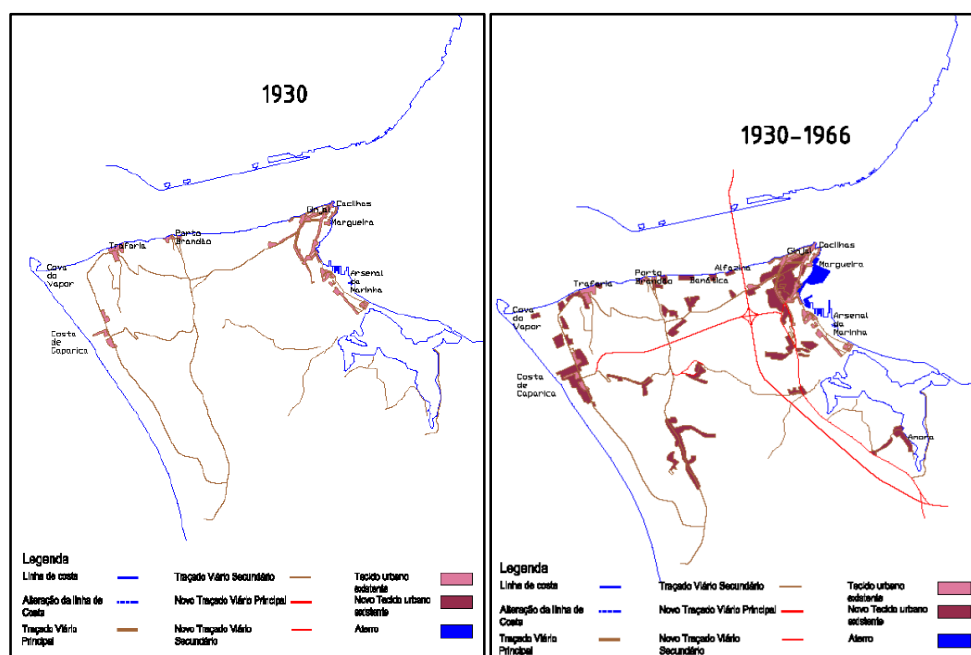 1930
Cacilhas
Ginjal
Margueira
Porto
Brandão
Trafaria
Cova
do
Vapor
Arsenal
da
Marinha
Costa
de
Caparica
Legenda
Linha de costa
Traçado Viário Secundário
Tecido urbano
existente
Alteração da linha de
Costa
Novo Traçado Viário Principal
Novo Tecido urbano
existente
Traçado Viário
Principal
Novo Traçado Viário
Secundário
Aterro
1930-1966
Cacilhas
Ginjal
Margueira
Alfazina
Porto
Brandão
Banática
Trafaria
Cova
do
Vapor
Arsenal
da
Marinha
Costa
de
Caparica
Amora
Legenda
Linha de costa
Traçado Viário Secundário
Tecido urbano
existente
Alteração da linha de
Costa
Novo Traçado Viário Principal
Novo Tecido urbano
existente
Traçado Viário
Principal
Novo Traçado Viário
Secundário
Aterro